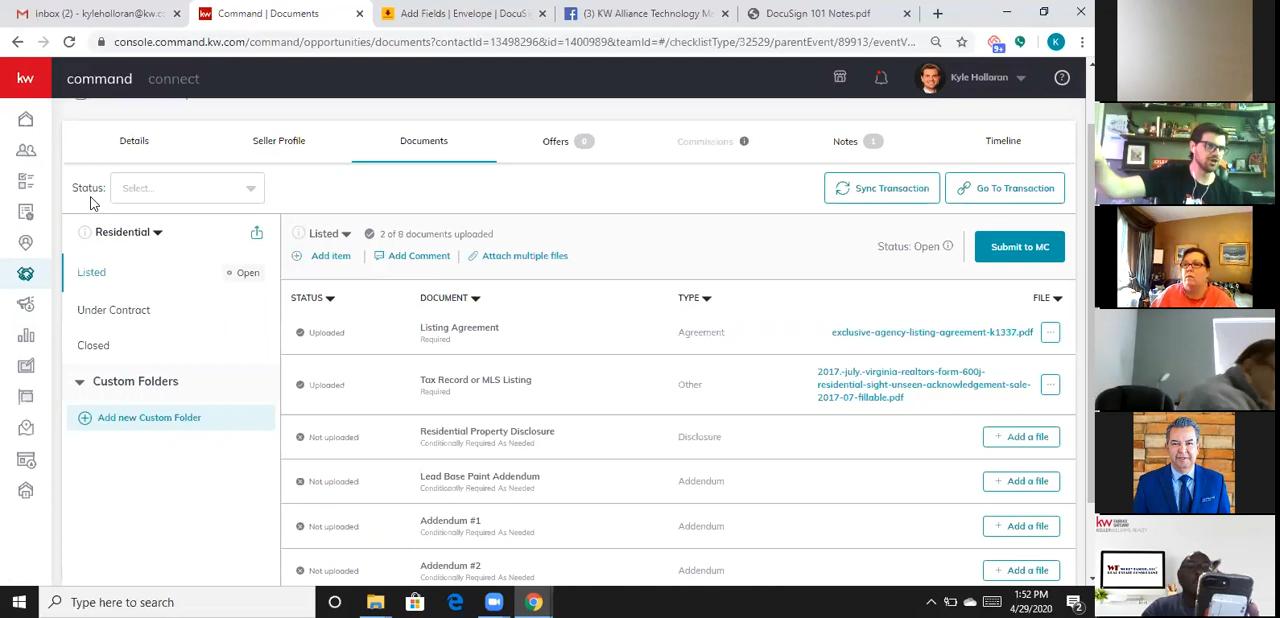 Inbox (2) - kyleholloran@kw.c
Command | Documents
Add Fields | Envelope | DocuSig
(3) KW Alliance Technology M
DocuSign 101 Notes.pdf
console.command.kw.com/command/opportunities/documents?contactId=13498296&id=1400989&teamId=#/checklistType/32529/parentEvent/89913/eventV...
9+
K
kw
command
connect
Kyle Holloran
Details
Seller Profile
Documents
Offers 0
Commissions
Notes 1
Timeline
Status:
Select...
Sync Transaction
Go To Transaction
Residential
Listed
Open
Under Contract
Closed
Custom Folders
Add new Custom Folder
Listed
2 of 8 documents uploaded
Add item
Add Comment
Attach multiple files
Status: Open
Submit to MC
STATUS
DOCUMENT
TYPE
FILE
Uploaded
Listing Agreement
Required
Agreement
exclusive-agency-listing-agreement-k1337.pdf
...
Uploaded
Tax Record or MLS Listing
Required
Other
2017.-july.-virginia-realtors-form-600j-
residential-sight-unseen-acknowledgement-sale-
2017-07-fillable.pdf
...
Not uploaded
Residential Property Disclosure
Conditionally Required As Needed
Disclosure
+ Add a file
Not uploaded
Lead Base Paint Addendum
Conditionally Required As Needed
Addendum
+ Add a file
Not uploaded
Addendum #1
Conditionally Required As Needed
Addendum
+ Add a file
Not uploaded
Addendum #2
Conditionally Required As Needed
Addendum
+ Add a file
kw
KELLERWILLIAMS REALTY
Type here to search
1:52 PM
4/29/2020
2